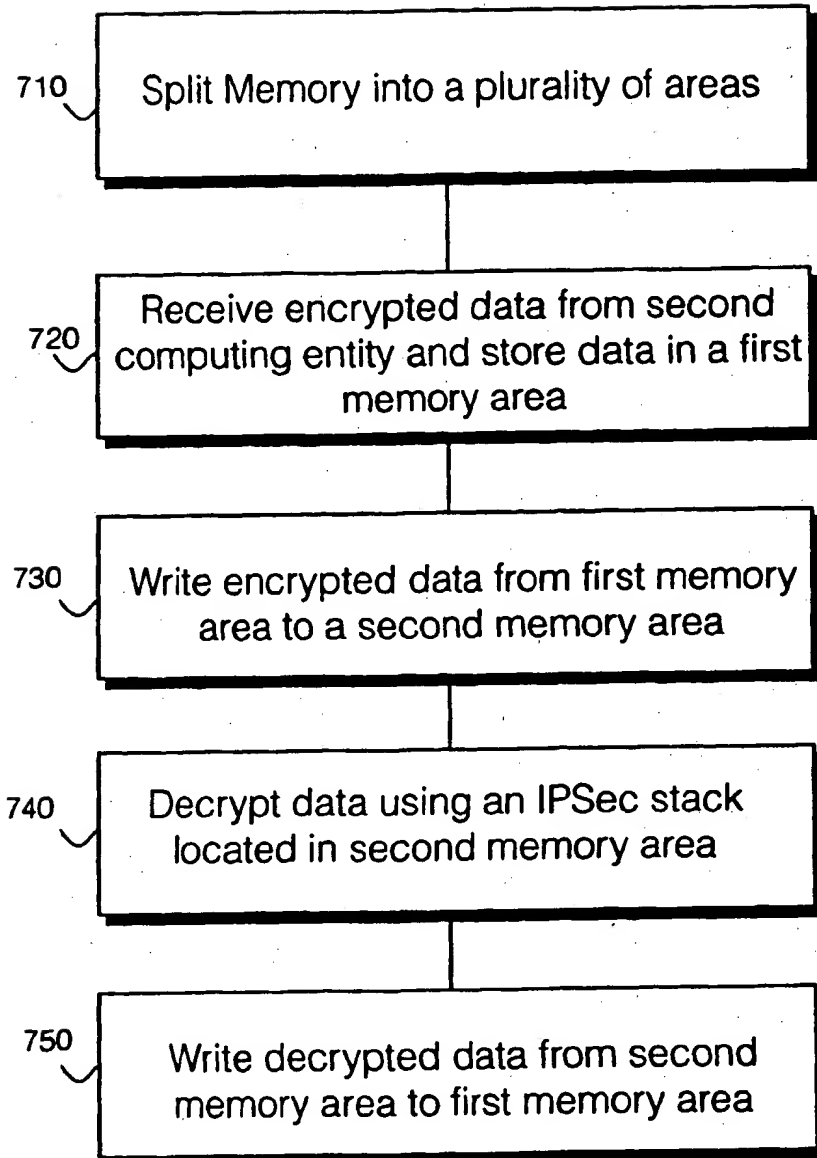 710
Split Memory into a plurality of areas
720
Receive encrypted data from second
computing entity and store data in a first
memory area
730
Write encrypted data from first memory
area to a second memory area
740
Decrypt data using an IPSec stack
located in second memory area
750
Write decrypted data from second
memory area to first memory area